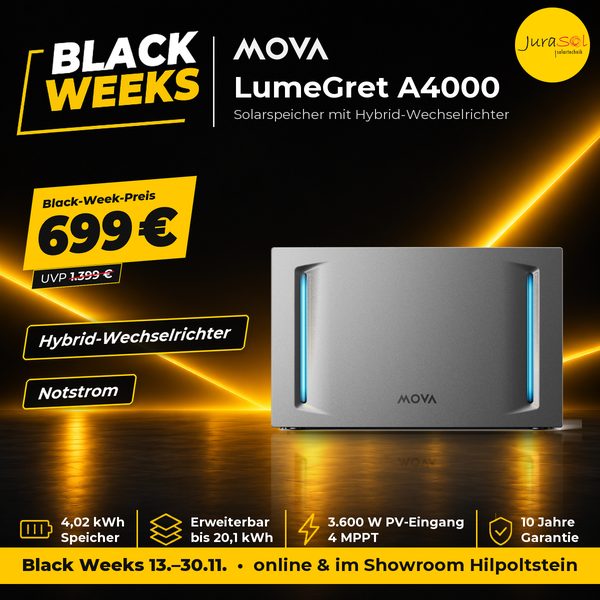 BLACK
WEEKS
MOVA
LumeGret A4000
Solarspeicher mit Hybrid-Wechselrichter
JuraSol
solartechnik
Black-Week-Preis
699 €
UVP 1.399 €
Hybrid-Wechselrichter
Notstrom
MOVA
4,02 kWh
Speicher
Erweiterbar
bis 20,1 kWh
3.600 W PV-Eingang
4 MPPT
10 Jahre
Garantie
Black Weeks 13.–30.11. • online & im Showroom Hilpoltstein